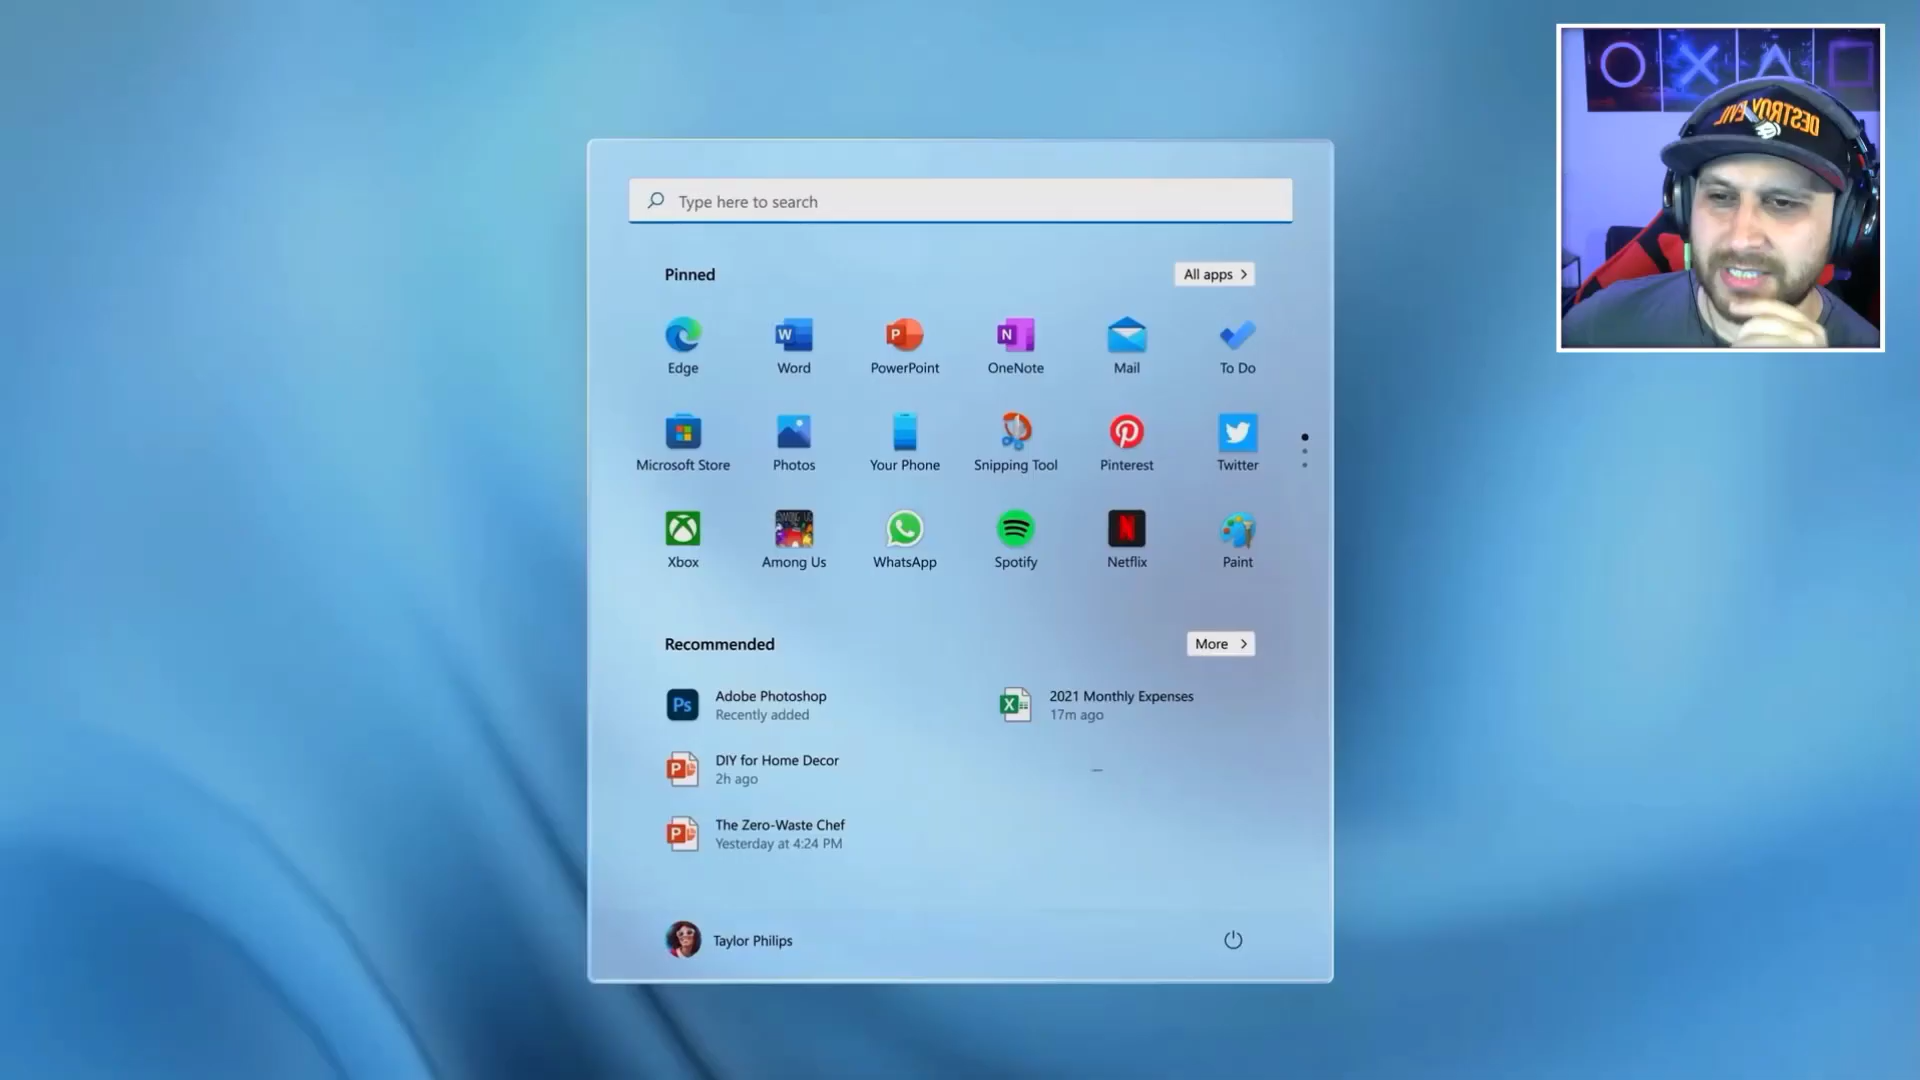 Type here to search
Pinned
All apps
Edge
Word
PowerPoint
OneNote
Mail
To Do
Microsoft Store
Photos
Your Phone
Snipping Tool
Pinterest
Twitter
Xbox
Among Us
WhatsApp
Spotify
Netflix
Paint
Recommended
More
Ps
Adobe Photoshop
Recently added
2021 Monthly Expenses
17m ago
DIY for Home Decor
2h ago
The Zero-Waste Chef
Yesterday at 4:24 PM
Taylor Philips
DESTROY EVIL